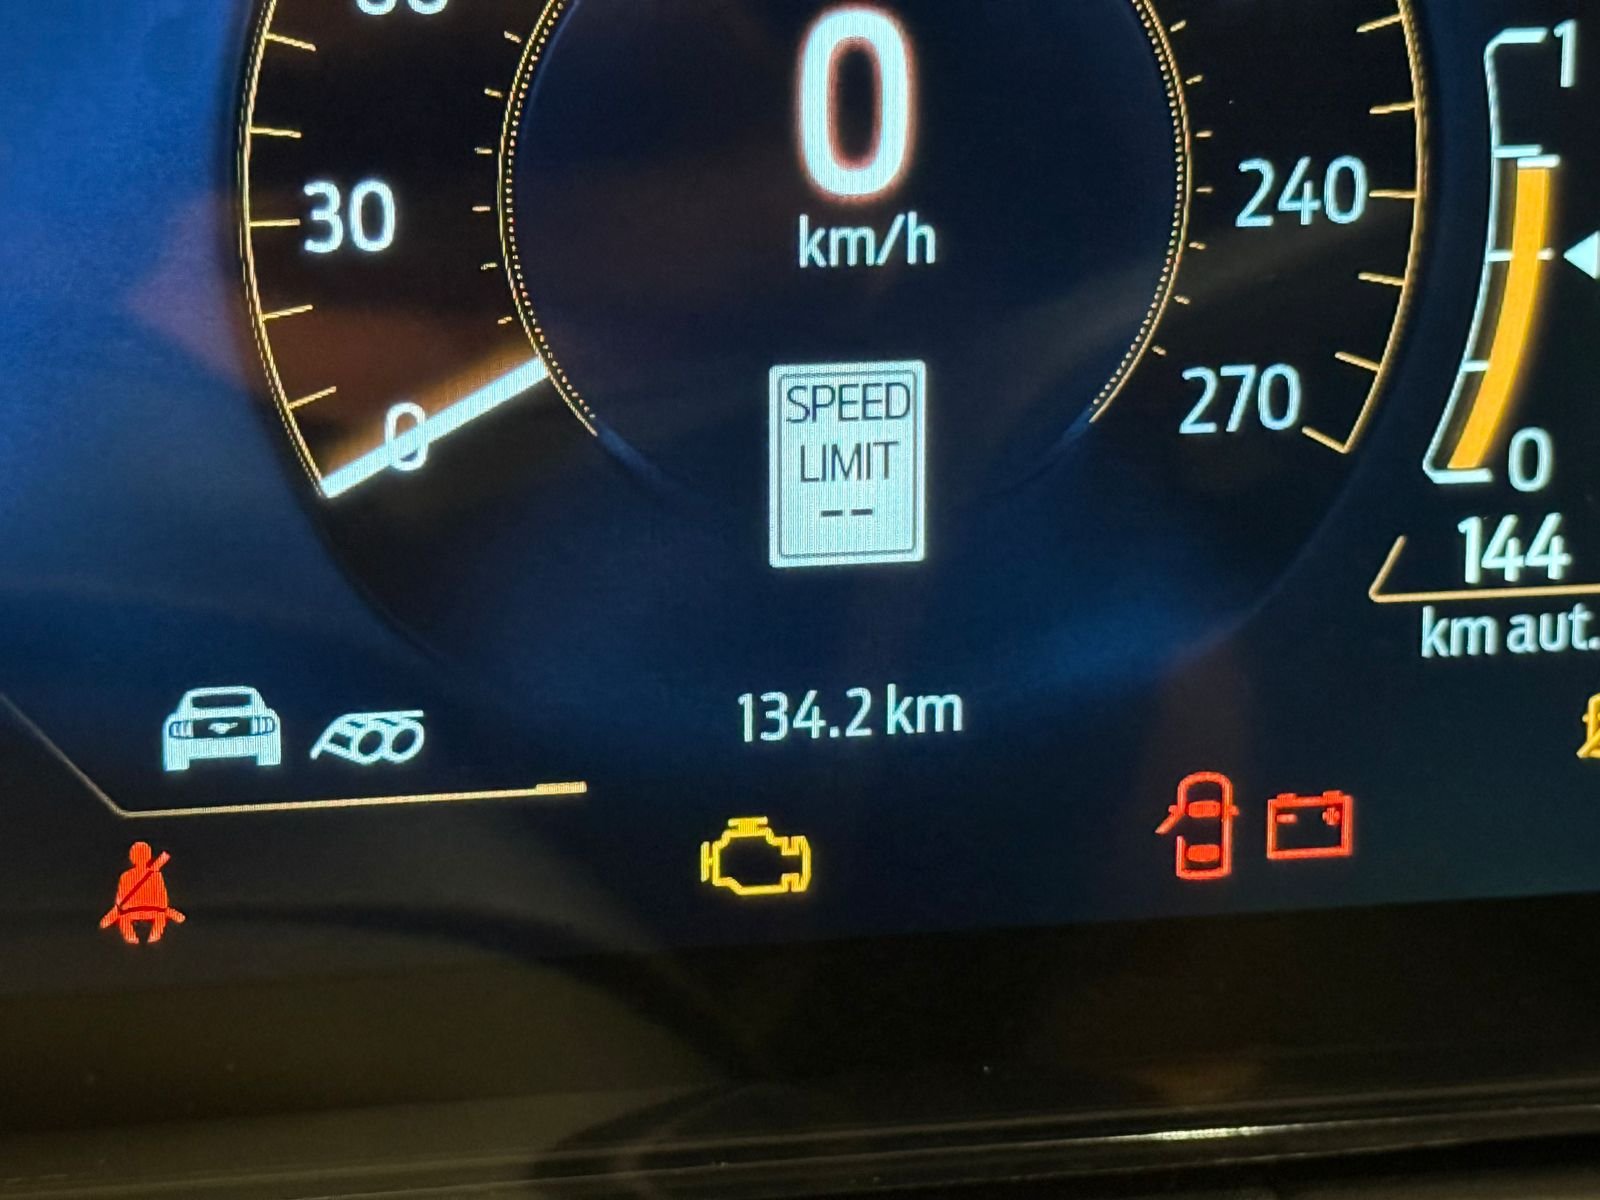 0
km/h
30
0
240
270
SPEED
LIMIT
--
1
0
144
km aut.
134.2 km